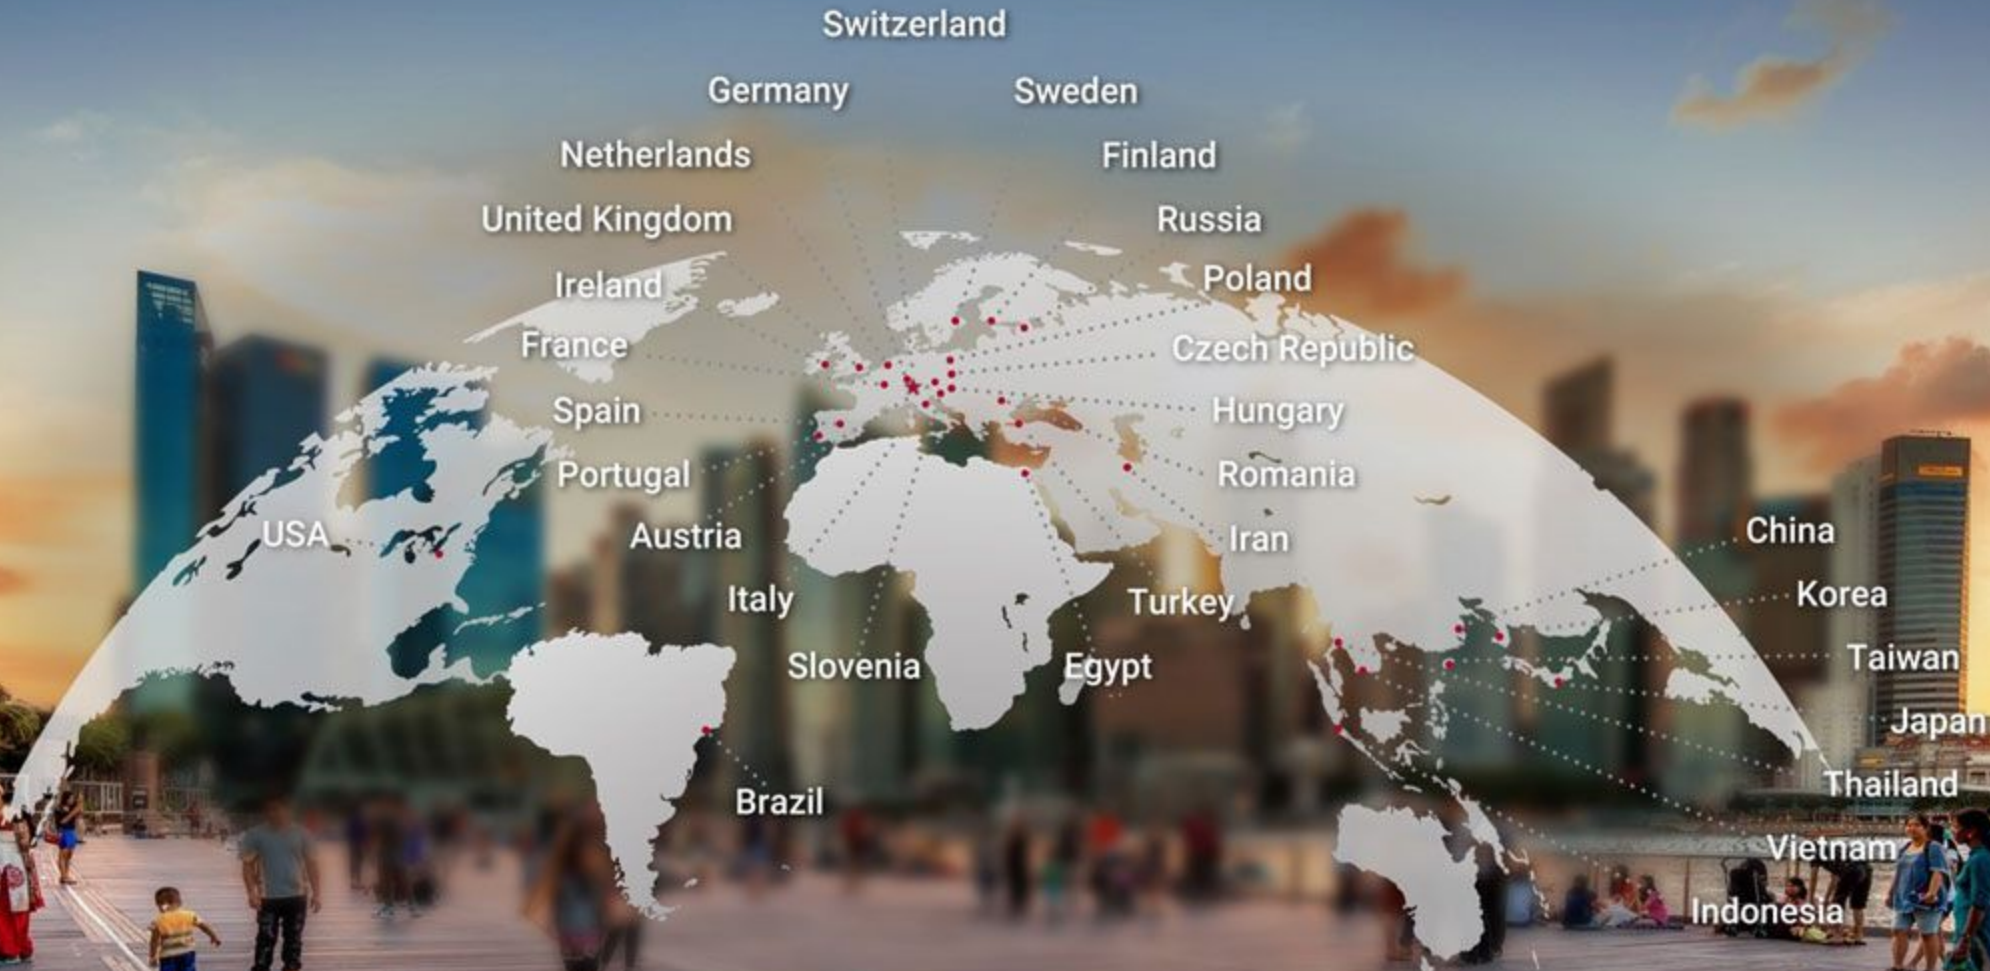 Switzerland
Germany
Sweden
Netherlands
Finland
United Kingdom
Russia
Ireland
Poland
France
Czech Republic
Spain
Hungary
Portugal
Romania
USA
Austria
Iran
China
Italy
Turkey
Korea
Slovenia
Egypt
Taiwan
Japan
Brazil
Thailand
Vietnam
Indonesia